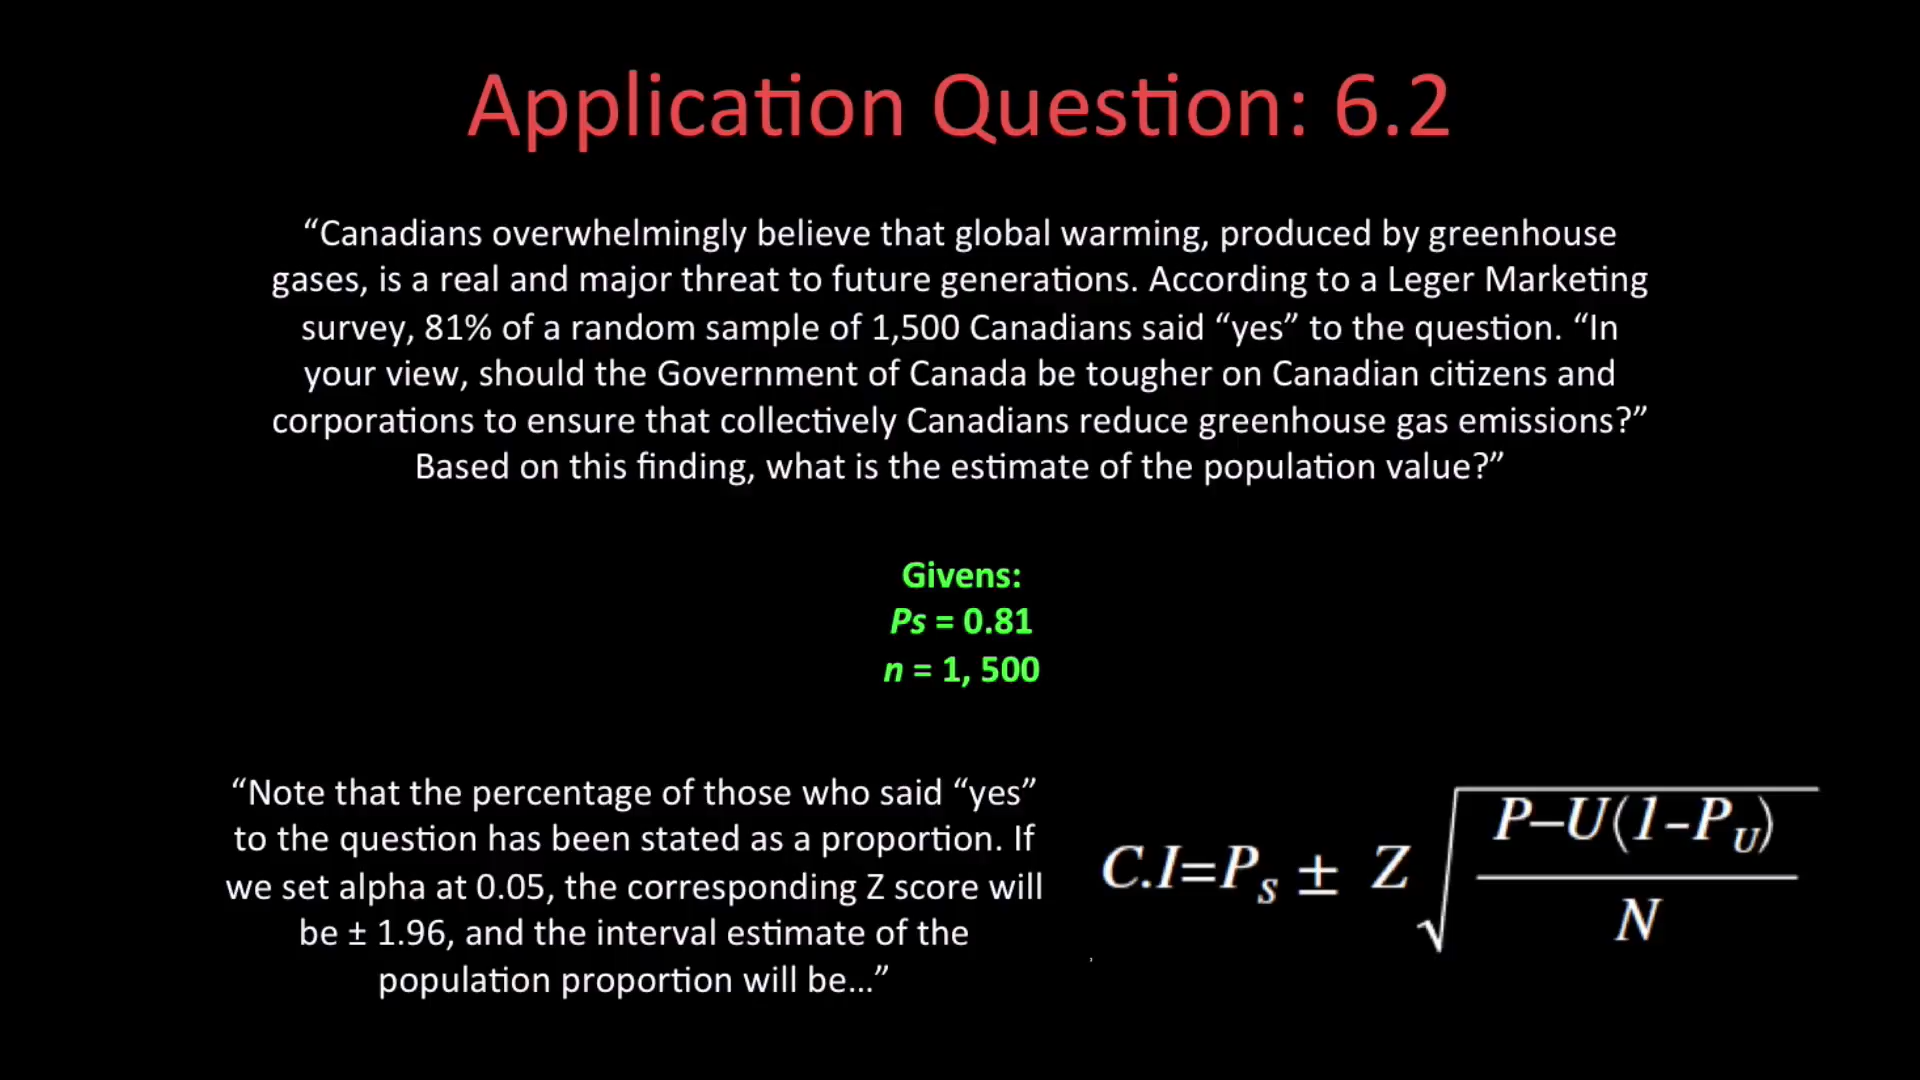 Application Question: 6.2
“Canadians overwhelmingly believe that global warming, produced by greenhouse
gases, is a real and major threat to future generations. According to a Leger Marketing
survey, 81% of a random sample of 1,500 Canadians said “yes” to the question. “In
your view, should the Government of Canada be tougher on Canadian citizens and
corporations to ensure that collectively Canadians reduce greenhouse gas emissions?”
Based on this finding, what is the estimate of the population value?”
Givens:
Ps = 0.81
n = 1, 500
“Note that the percentage of those who said “yes”
to the question has been stated as a proportion. If
we set alpha at 0.05, the corresponding Z score will
be ± 1.96, and the interval estimate of the
population proportion will be...”
C.I=P_S ± Z √ P–U(1-P_U)
N